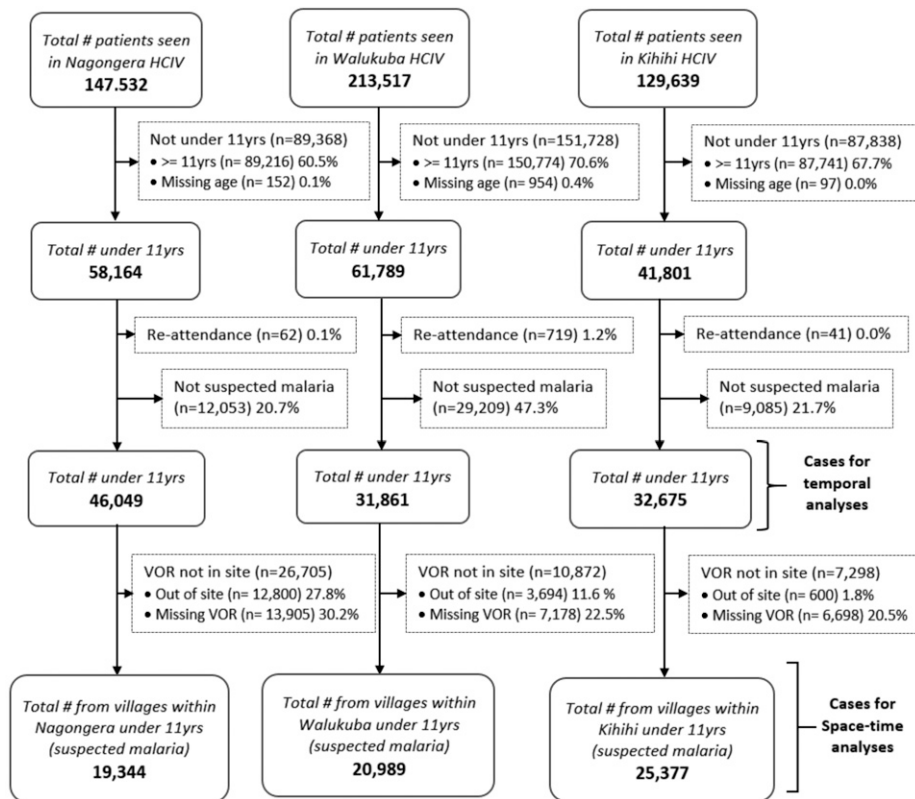 Total # patients seen
in Nagongera HCIV
147.532
Total # patients seen
in Walukuba HCIV
213,517
Total # patients seen
in Kihihi HCIV
129,639
Not under 11yrs (n=89,368)
• >= 11yrs (n= 89,216) 60.5%
• Missing age (n= 152) 0.1%
Not under 11yrs (n=151,728)
• >= 11yrs (n= 150,774) 70.6%
• Missing age (n= 954) 0.4%
Not under 11yrs (n=87,838)
• >= 11yrs (n= 87,741) 67.7%
• Missing age (n= 97) 0.0%
Total # under 11yrs
58,164
Total # under 11yrs
61,789
Total # under 11yrs
41,801
Re-attendance (n=62) 0.1%
Re-attendance (n=719) 1.2%
Re-attendance (n=41) 0.0%
Not suspected malaria
(n=12,053) 20.7%
Not suspected malaria
(n=29,209) 47.3%
Not suspected malaria
(n=9,085) 21.7%
Total # under 11yrs
46,049
Total # under 11yrs
31,861
Total # under 11yrs
32,675
Cases for
temporal
analyses
VOR not in site (n=26,705)
• Out of site (n= 12,800) 27.8%
• Missing VOR (n= 13,905) 30.2%
VOR not in site (n=10,872)
• Out of site (n= 3,694) 11.6 %
• Missing VOR (n= 7,178) 22.5%
VOR not in site (n=7,298)
• Out of site (n= 600) 1.8%
• Missing VOR (n= 6,698) 20.5%
Total # from villages within
Nagongera under 11yrs
(suspected malaria)
19,344
Total # from villages within
Walukuba under 11yrs
(suspected malaria)
20,989
Total # from villages within
Kihihi under 11yrs
(suspected malaria)
25,377
Cases for
Space-time
analyses